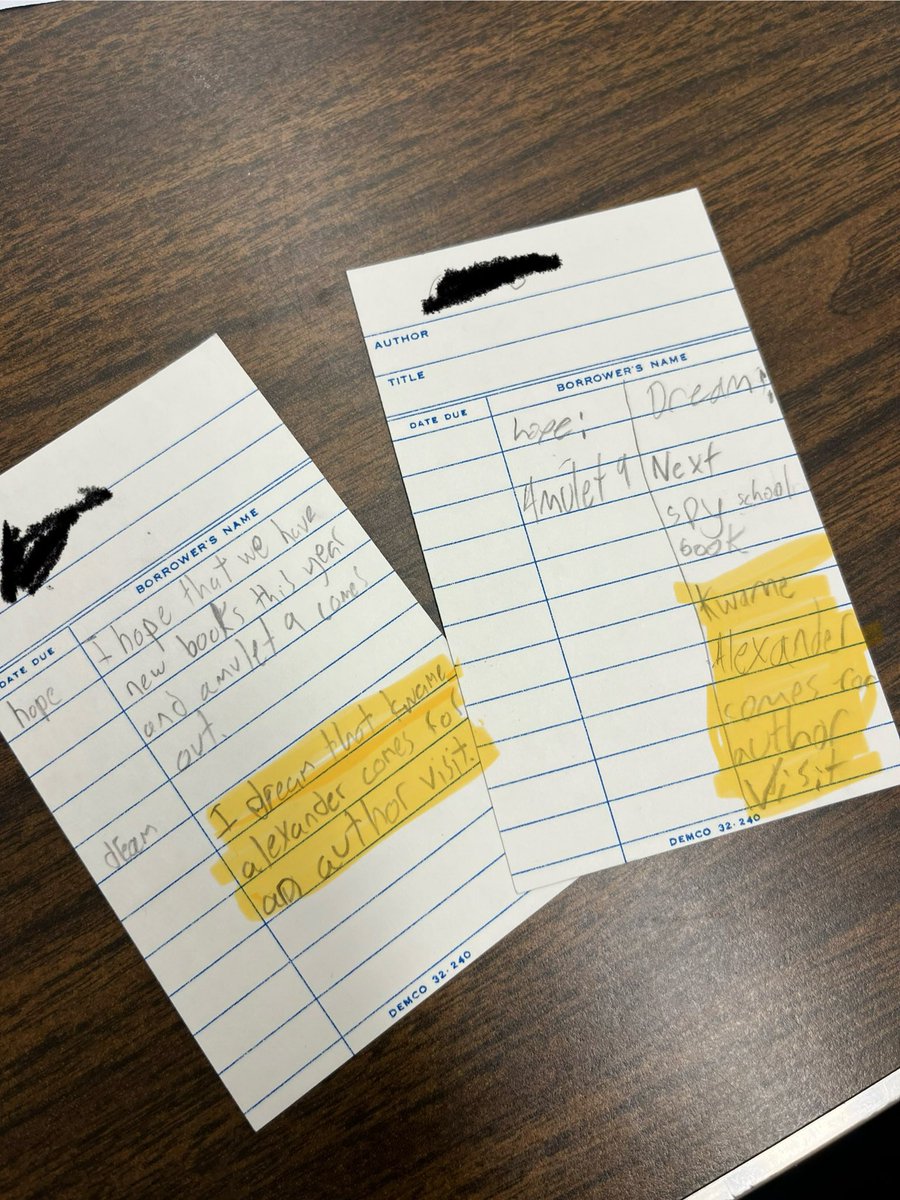 BORROWER'S NAME
DATE DUE
hope
I hope that we have
new books this year
and amulet 9 comes
out.
dream
I dream that kwame
alexander comes for
an author visit.
DEMCO 32-240
AUTHOR
TITLE
BORROWER'S NAME
DATE DUE
hope:
Amulet 9
Dream:
Next
spy school
book
Kwame
Alexander
comes for
author
Visit
DEMCO 32-240